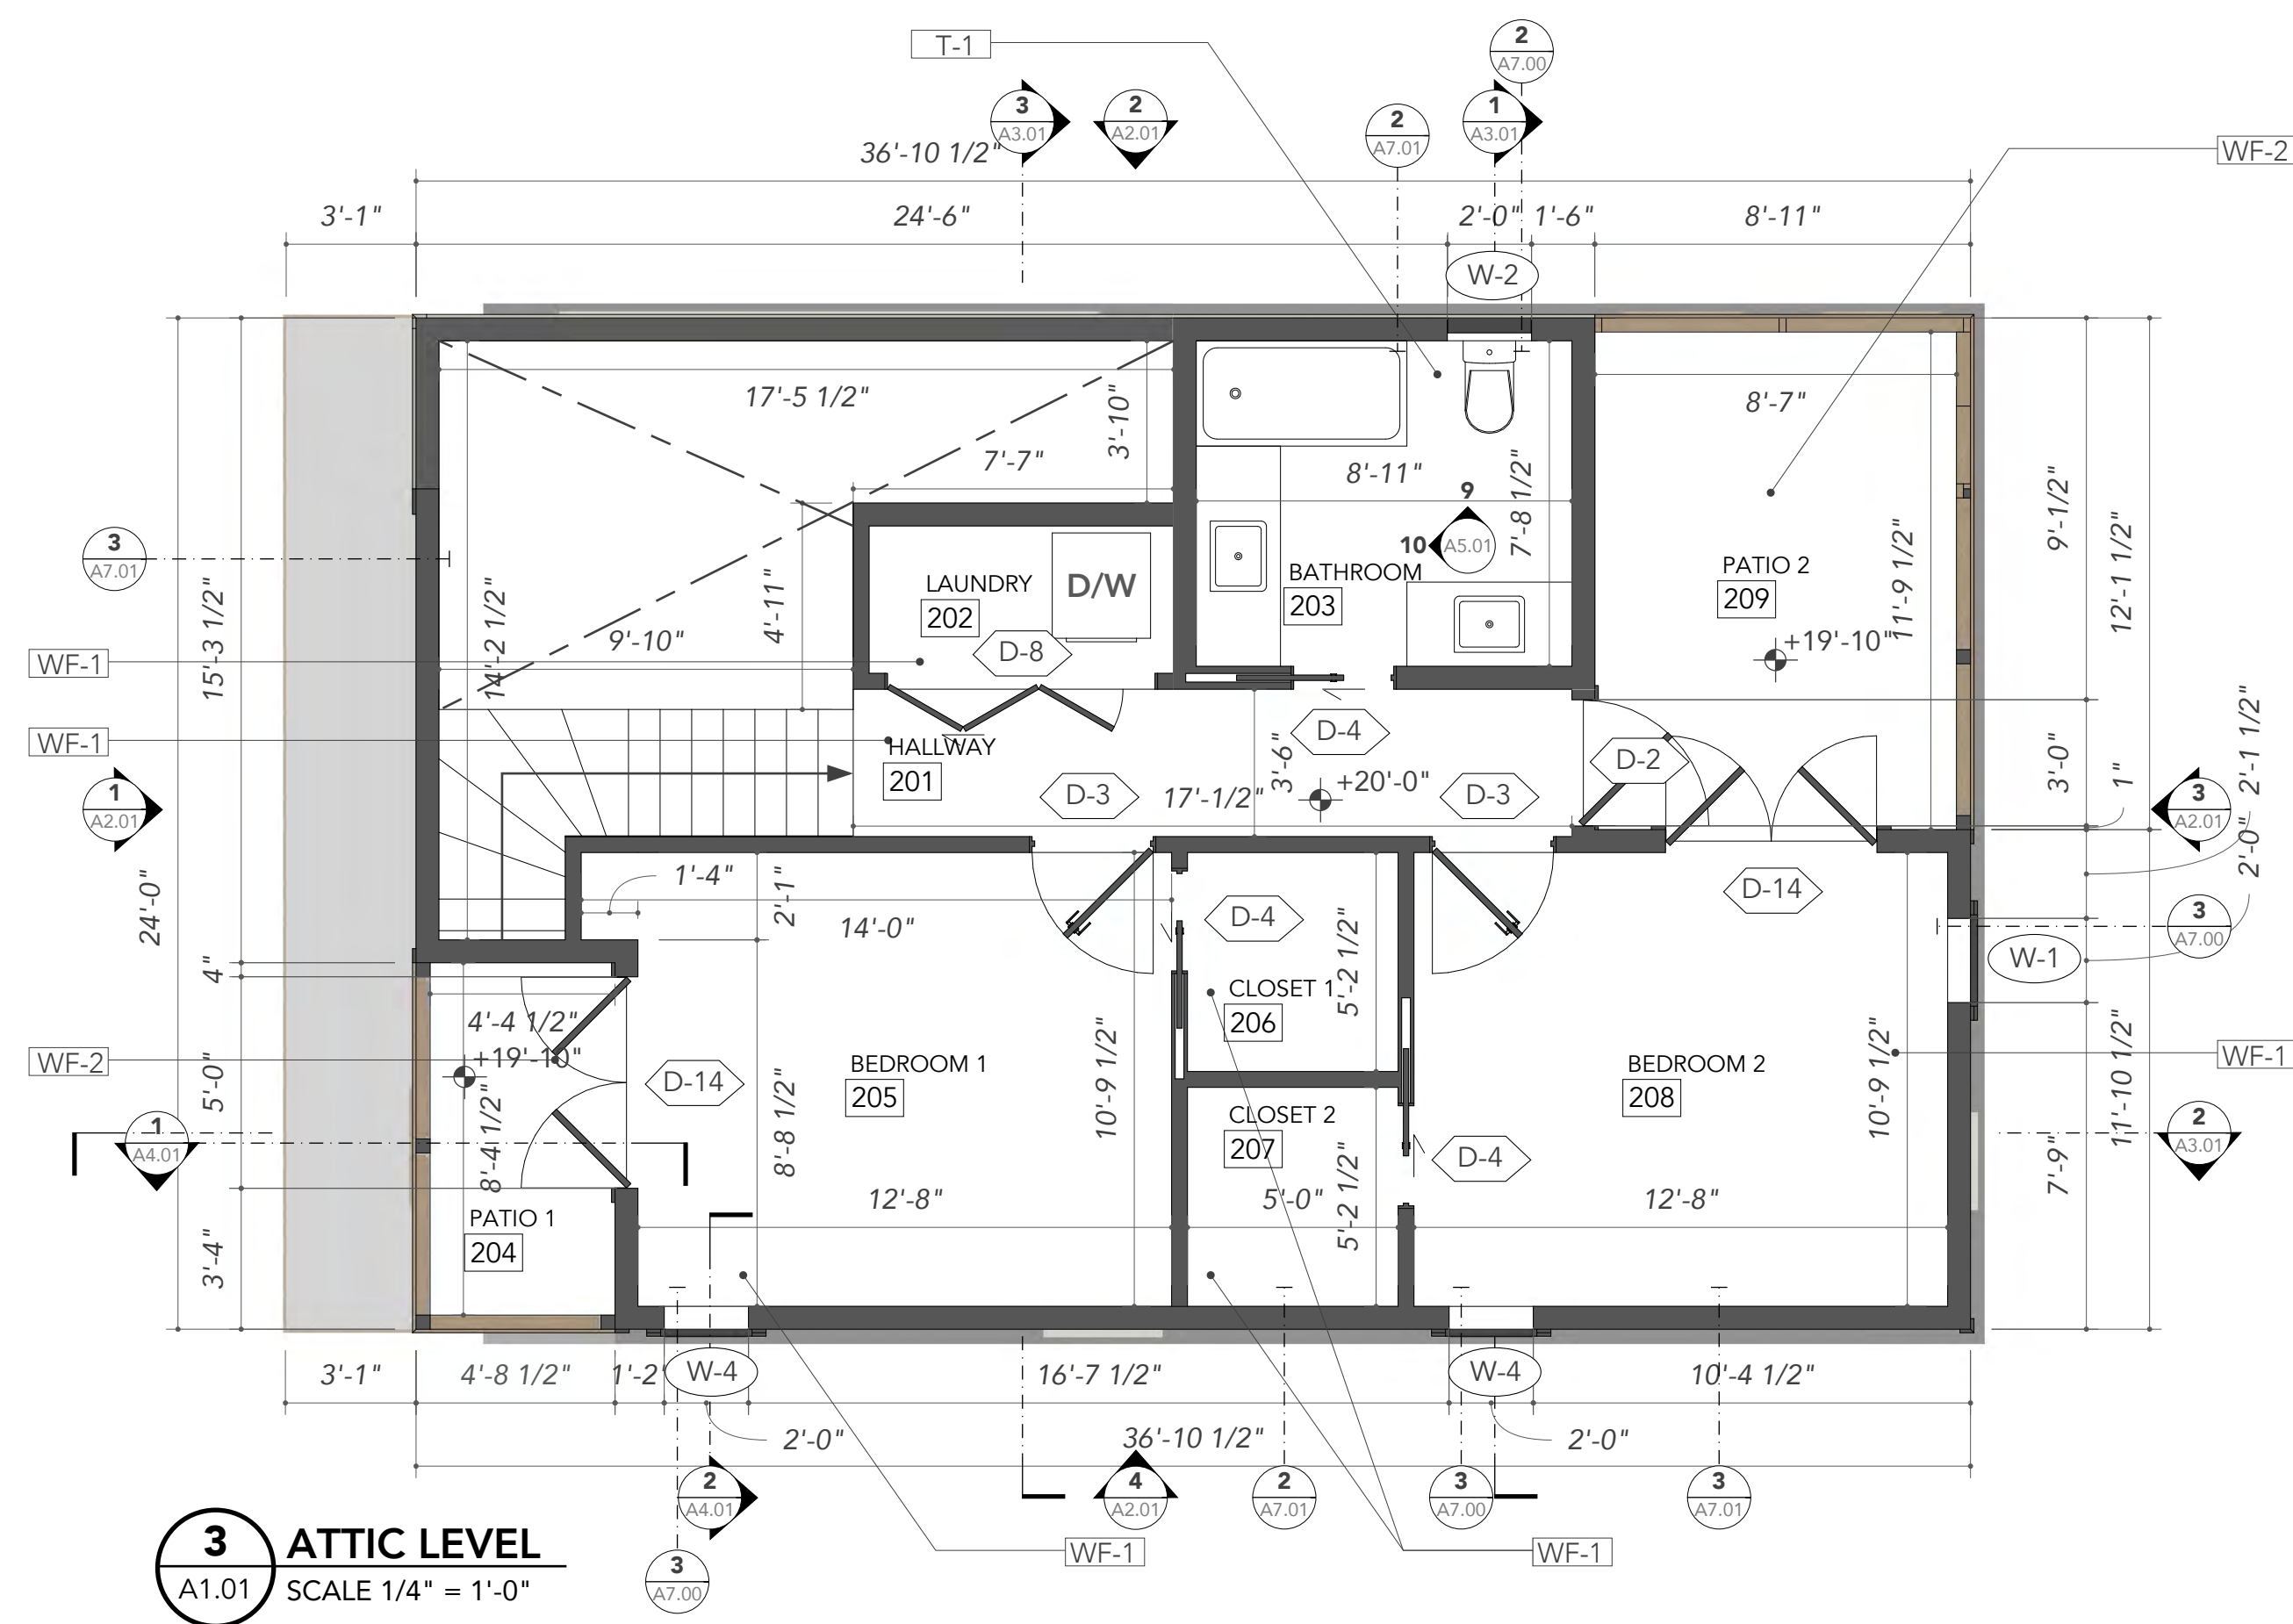 T-1
2
A7.00
3
A3.01
2
A2.01
2
A7.01
1
A3.01
WF-2
36'-10 1/2"
3'-1"
24'-6"
2'-0"
1'-6"
8'-11"
W-2
17'-5 1/2"
3'-10"
7'-7"
8'-11"
9
10
A5.01
7'-8 1/2"
8'-7"
11'-9 1/2"
9'-1/2"
12'-1 1/2"
3
A7.01
LAUNDRY
202
D/W
D-8
BATHROOM
203
PATIO 2
209
+19'-10"
15'-3 1/2"
14'-2 1/2"
9'-10"
4'-11"
WF-1
WF-1
HALLWAY
201
D-4
D-2
D-3
17'-1/2"
3'-6"
+20'-0"
D-3
3'-0"
1"
2'-1 1/2"
2'-0"
1
A2.01
3
A2.01
24'-0"
1'-4"
2'-1"
14'-0"
D-4
D-14
5'-2 1/2"
3
A7.00
W-1
4"
4'-4 1/2"
+19'-10"
WF-2
CLOSET 1
206
BEDROOM 1
205
D-14
10'-9 1/2"
8'-8 1/2"
BEDROOM 2
208
10'-9 1/2"
WF-1
11'-10 1/2"
5'-0"
8'-4 1/2"
1
A4.01
CLOSET 2
207
D-4
5'-2 1/2"
2
A3.01
7'-9"
12'-8"
5'-0"
12'-8"
PATIO 1
204
3'-4"
3'-1"
4'-8 1/2"
1'-2"
W-4
16'-7 1/2"
W-4
10'-4 1/2"
2'-0"
36'-10 1/2"
2'-0"
2
A4.01
4
A2.01
2
A7.01
3
A7.00
3
A7.01
3
A1.01
ATTIC LEVEL
SCALE 1/4" = 1'-0"
3
A7.00
WF-1
WF-1